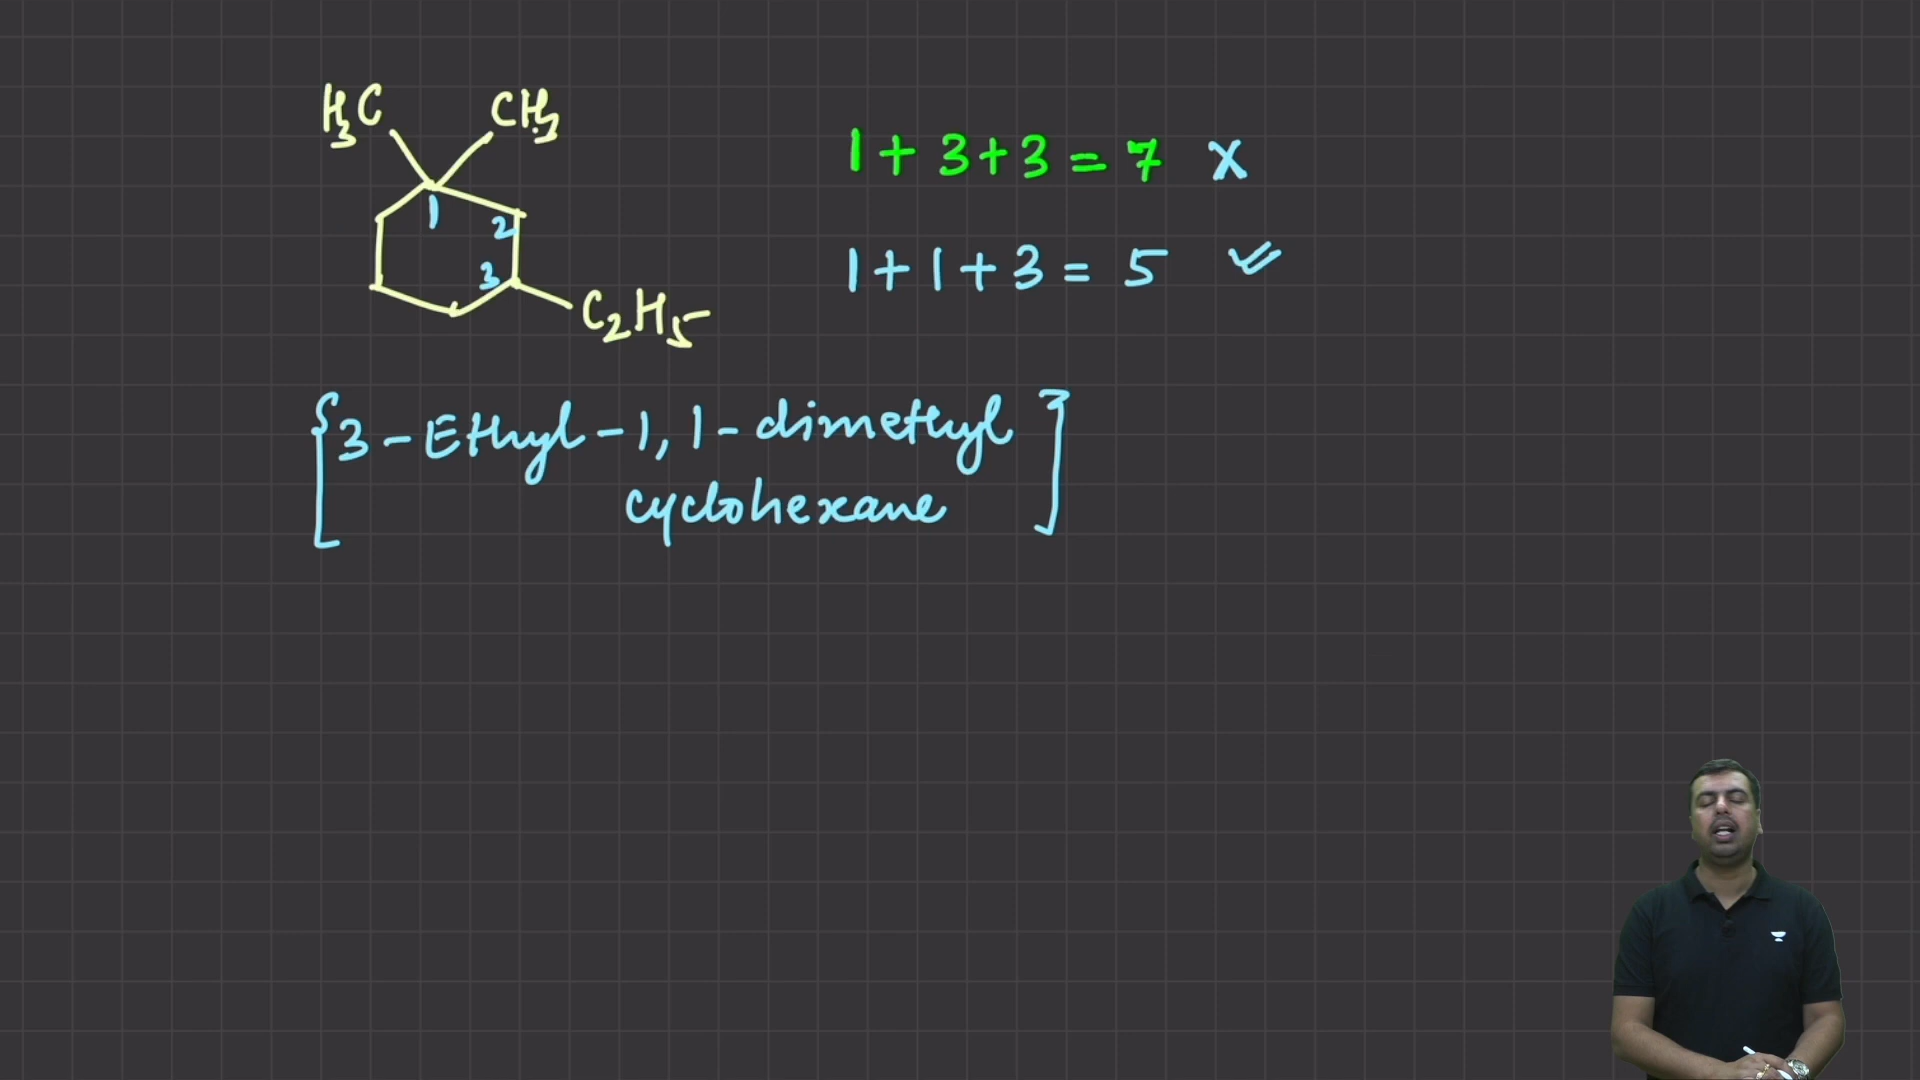 H₃C CH₃
1 + 3 + 3 = 7 ×
1
2
1 + 1 + 3 = 5 ✓
3
C₂H₅
[3-Ethyl-1,1-dimethyl
cyclohexane]